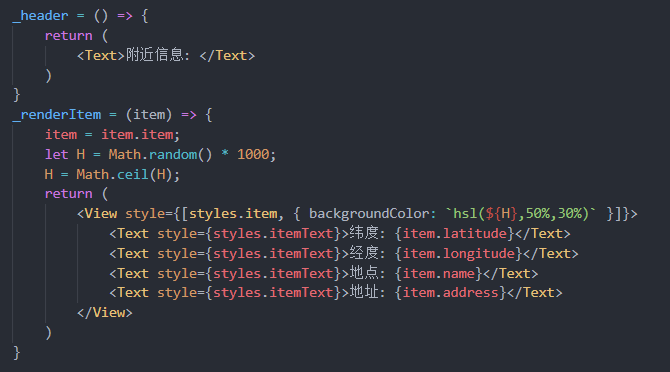 _header = () => {
    return (
        <Text>附近信息: </Text>
    )
}
_renderItem = (item) => {
    item = item.item;
    let H = Math.random() * 1000;
    H = Math.ceil(H);
    return (
        <View style={[styles.item, { backgroundColor: `hsl(${H},50%,30%)` }]}>
            <Text style={styles.itemText}>纬度: {item.latitude}</Text>
            <Text style={styles.itemText}>经度: {item.longitude}</Text>
            <Text style={styles.itemText}>地点: {item.name}</Text>
            <Text style={styles.itemText}>地址: {item.address}</Text>
        </View>
    )
}